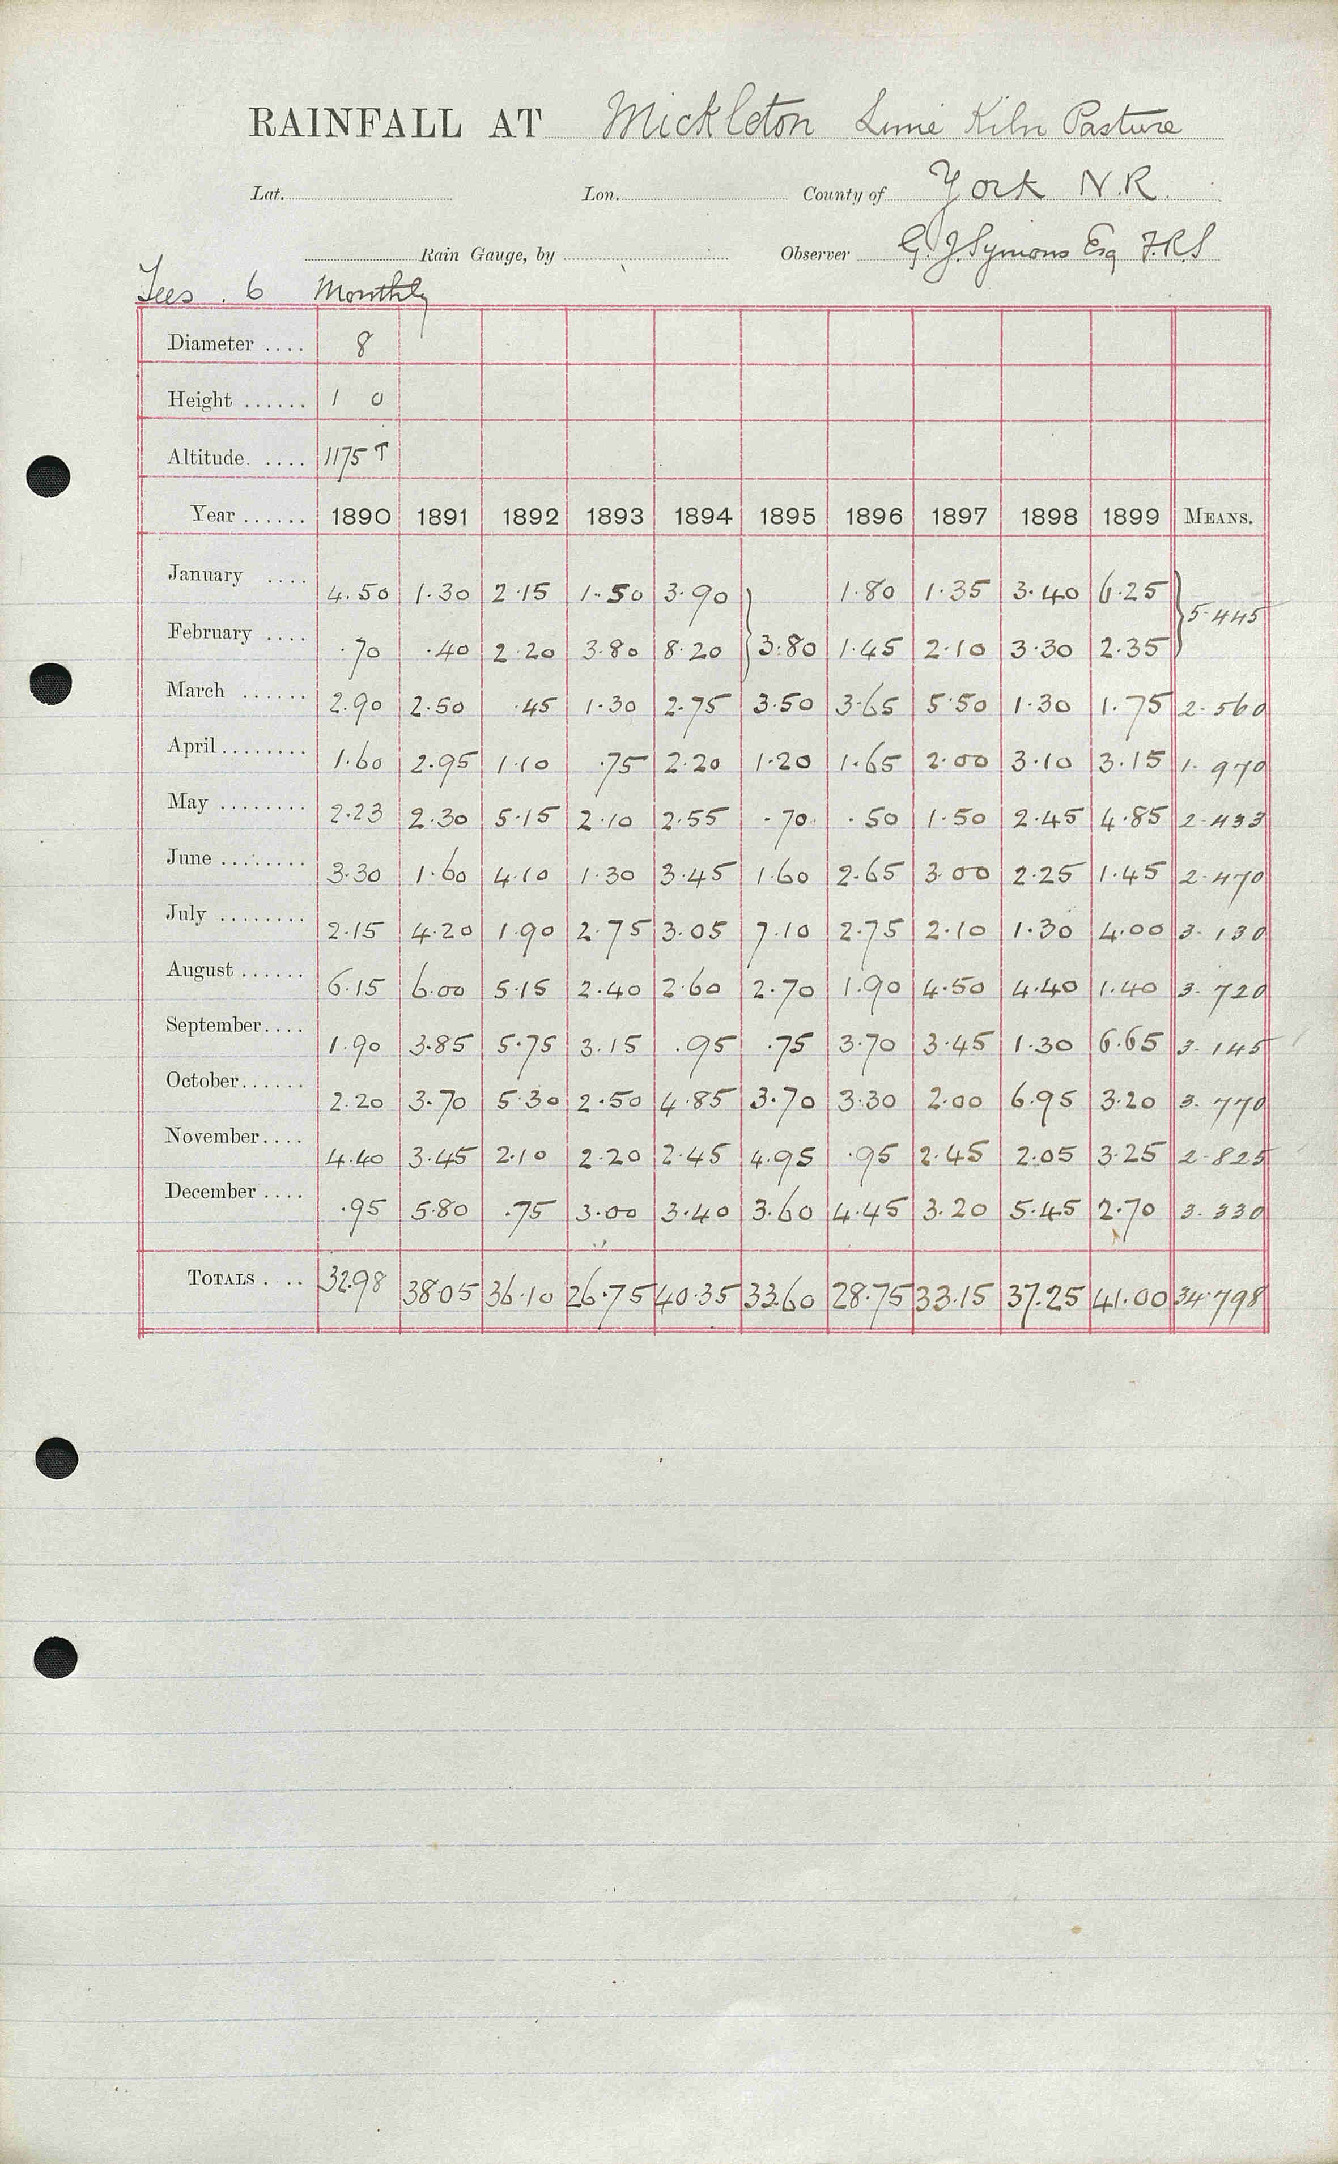 RAINFALL AT Mickleton Lime Kiln Pasture
Lat. Lon. County of York N.R.
Rain Gauge, by Observer G. J. Symons Esq F.R.S
Tees . 6 Monthly
Diameter .... 8
Height ...... 1 0
Altitude. .... 1175 T
Year ...... 1890 1891 1892 1893 1894 1895 1896 1897 1898 1899 MEANS.
January .... 4.50 1.30 2.15 1.50 3.90 } 1.80 1.35 3.40 6.25 } 5.445
February .... .70 .40 2.20 3.80 8.20 3.80 1.45 2.10 3.30 2.35
March ...... 2.90 2.50 .45 1.30 2.75 3.50 3.65 5.50 1.30 1.75 2.560
April ........ 1.60 2.95 1.10 .75 2.20 1.20 1.65 2.00 3.10 3.15 1.970
May ........ 2.23 2.30 5.15 2.10 2.55 .70 .50 1.50 2.45 4.85 2.433
June ........ 3.30 1.60 4.10 1.30 3.45 1.60 2.65 3.00 2.25 1.45 2.470
July ........ 2.15 4.20 1.90 2.75 3.05 7.10 2.75 2.10 1.30 4.00 3.130
August ...... 6.15 6.00 5.15 2.40 2.60 2.70 1.90 4.50 4.40 1.40 3.720
September.... 1.90 3.85 5.75 3.15 .95 .75 3.70 3.45 1.30 6.65 3.145
October...... 2.20 3.70 5.30 2.50 4.85 3.70 3.30 2.00 6.95 3.20 3.770
November.... 4.40 3.45 2.10 2.20 2.45 4.95 .95 2.45 2.05 3.25 2.825
December .... .95 5.80 .75 3.00 3.40 3.60 4.45 3.20 5.45 2.70 3.330
TOTALS . .. 32.98 38.05 36.10 26.75 40.35 33.60 28.75 33.15 37.25 41.00 34.798